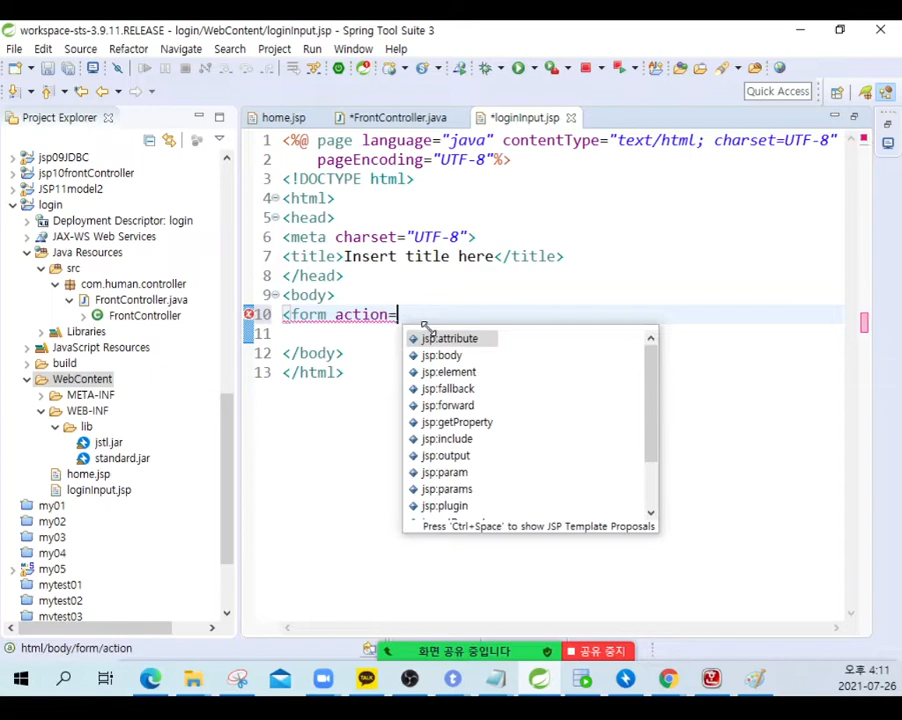 workspace-sts-3.9.11.RELEASE - login/WebContent/loginInput.jsp - Spring Tool Suite 3
File Edit Source Refactor Navigate Search Project Run Window Help
Quick Access
Project Explorer
home.jsp *FrontController.java *loginInput.jsp
jsp09JDBC
jsp10frontController
JSP11model2
login
Deployment Descriptor: login
JAX-WS Web Services
Java Resources
src
com.human.controller
FrontController.java
FrontController
Libraries
JavaScript Resources
build
WebContent
META-INF
WEB-INF
lib
jstl.jar
standard.jar
home.jsp
loginInput.jsp
my01
my02
my03
my04
my05
mytest01
mytest02
mytest03
1 <%@ page language="java" contentType="text/html; charset=UTF-8"
2 pageEncoding="UTF-8"%>
3 <!DOCTYPE html>
4 <html>
5 <head>
6 <meta charset="UTF-8">
7 <title>Insert title here</title>
8 </head>
9 <body>
10 <form action=
11
12 </body>
13 </html>
jsp:attribute
jsp:body
jsp:element
jsp:fallback
jsp:forward
jsp:getProperty
jsp:include
jsp:output
jsp:param
jsp:params
jsp:plugin
Press 'Ctrl+Space' to show JSP Template Proposals
html/body/form/action
화면 공유 중입니다 공유 중지
TALK
오후 4:11
2021-07-26